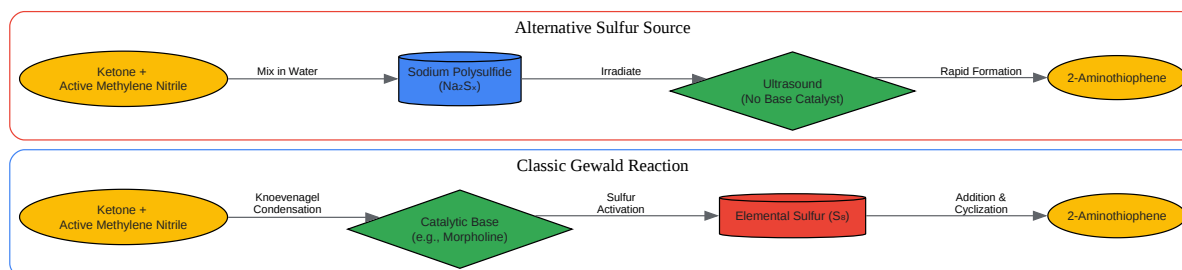 Alternative Sulfur Source
Ketone +
Active Methylene Nitrile
Mix in Water
Sodium Polysulfide
(Na₂Sₓ)
Irradiate
Ultrasound
(No Base Catalyst)
Rapid Formation
2-Aminothiophene
Classic Gewald Reaction
Ketone +
Active Methylene Nitrile
Knoevenagel
Condensation
Catalytic Base
(e.g., Morpholine)
Sulfur
Activation
Elemental Sulfur (S₈)
Addition &
Cyclization
2-Aminothiophene